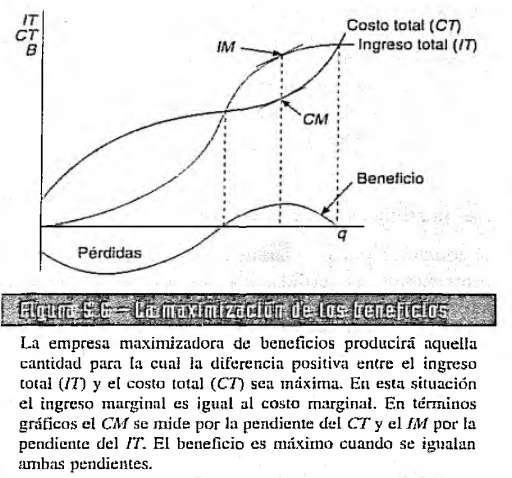 IT
CT
B
Costo total (CT)
IM
Ingreso total (IT)
CM
Beneficio
q
Pérdidas
Figura 5.6 – La maximización de los beneficios
La empresa maximizadora de beneficios producirá aquella
cantidad para la cual la diferencia positiva entre el ingreso
total (IT) y el costo total (CT) sea máxima. En esta situación
el ingreso marginal es igual al costo marginal. En términos
gráficos el CM se mide por la pendiente del CT y el IM por la
pendiente del IT. El beneficio es máximo cuando se igualan
ambas pendientes.